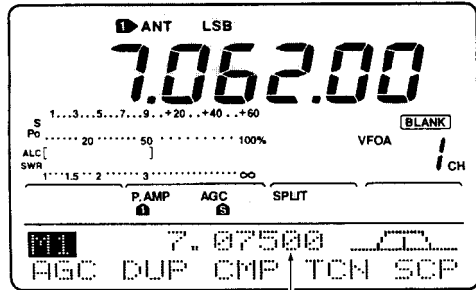 1 ANT LSB
7.062.00
S 1...3...5...7...9..+20..+40..+60
Po ..... 20 ........ 50 .......... 100%
BLANK
VFOA
ALC [ ]
1 CH
SWR 1···1.5··2 ······ 3 ·············∞
P.AMP AGC SPLIT
1 S
M1 7. 07500
AGC DUP CMP TCN SCP